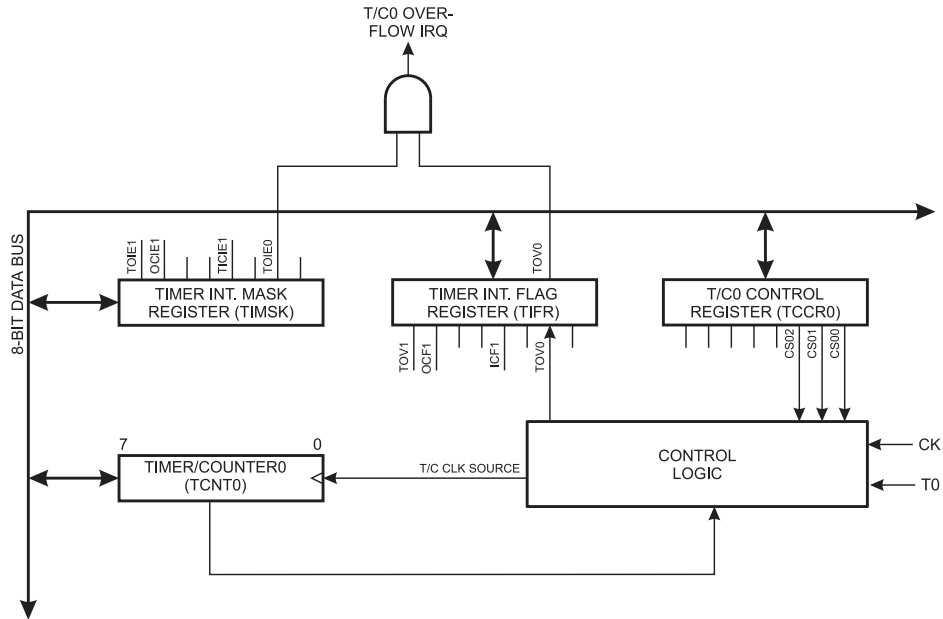 T/C0 OVER-
FLOW IRQ
8-BIT DATA BUS
TOIE1
OCIE1
TICIE1
TOIE0
TOV0
TIMER INT. MASK
REGISTER (TIMSK)
TIMER INT. FLAG
REGISTER (TIFR)
T/C0 CONTROL
REGISTER (TCCR0)
TOV1
OCF1
ICF1
TOV0
CS02
CS01
CS00
7
0
TIMER/COUNTER0
(TCNT0)
T/C CLK SOURCE
CONTROL
LOGIC
CK
T0